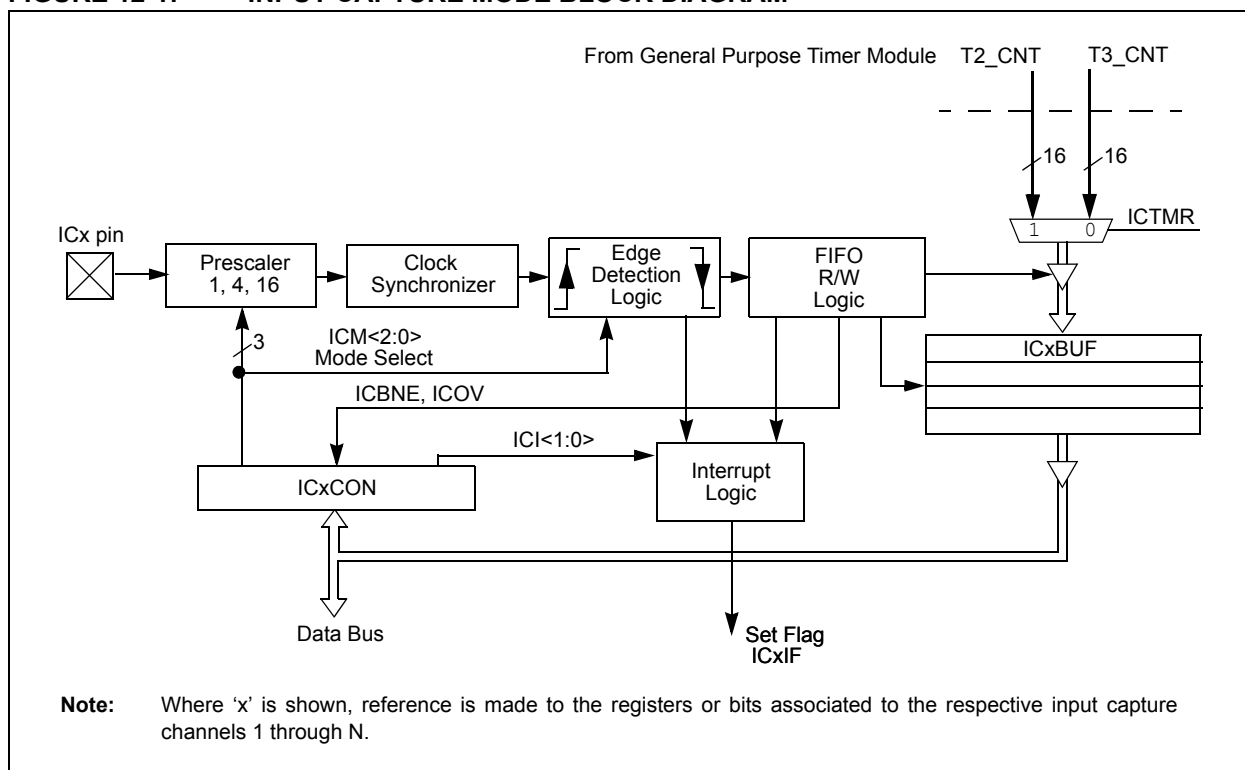 From General Purpose Timer Module T2_CNT T3_CNT
16 16
1 0
ICTMR
ICx pin
Prescaler
1, 4, 16
Clock
Synchronizer
Edge
Detection
Logic
FIFO
R/W
Logic
3
ICM<2:0>
Mode Select
ICxBUF
ICBNE, ICOV
ICI<1:0>
ICxCON
Interrupt
Logic
Data Bus
Set Flag
ICxIF
Note: Where ‘x’ is shown, reference is made to the registers or bits associated to the respective input capture
channels 1 through N.